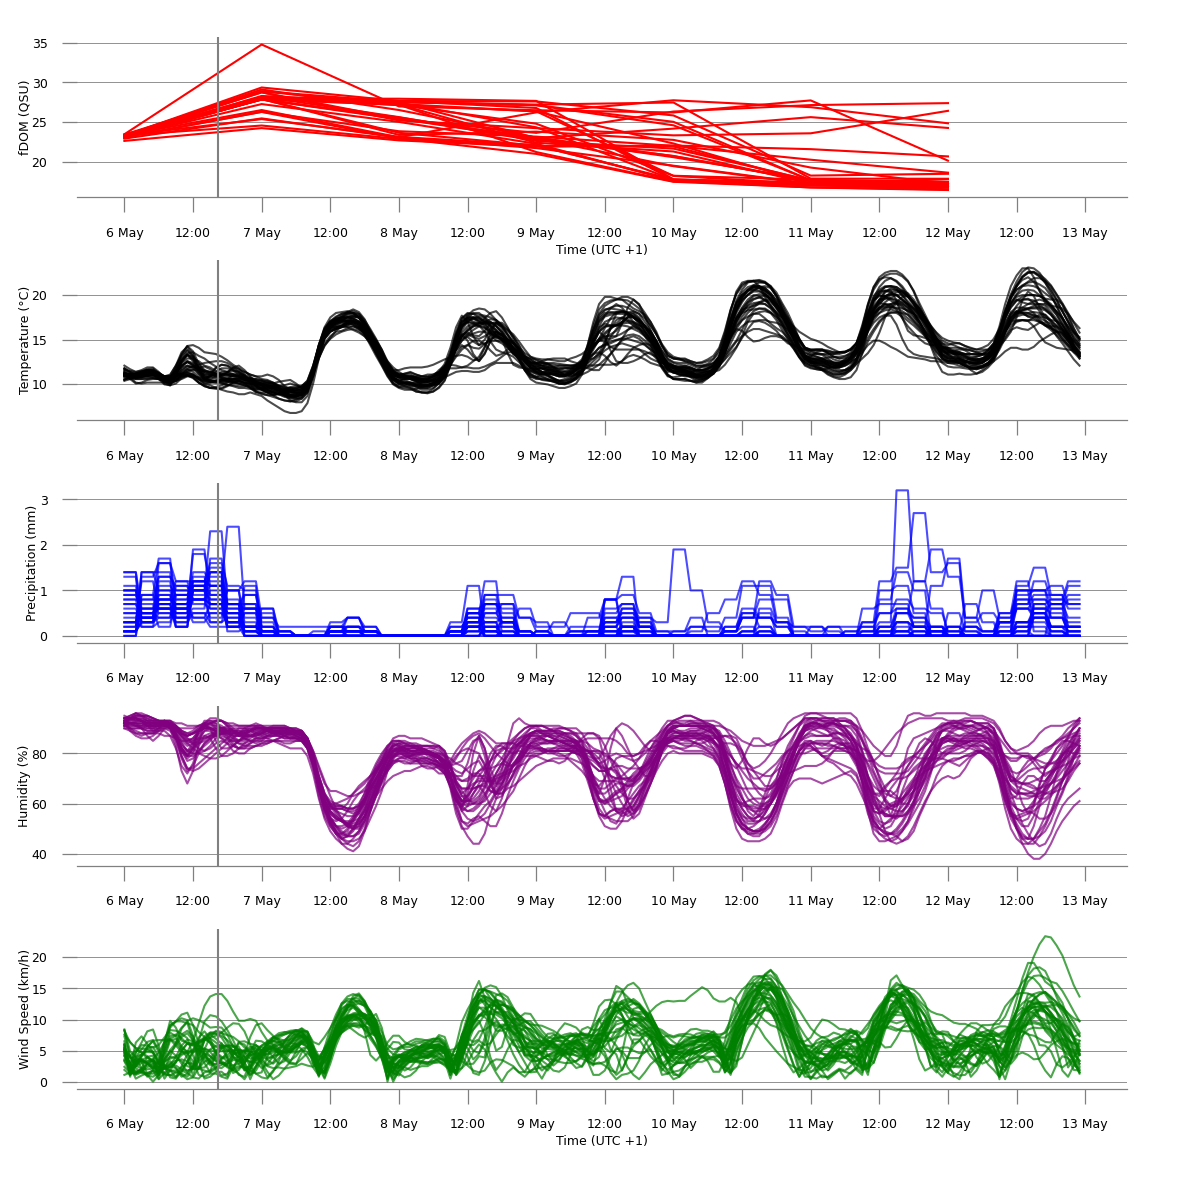 fDOM (QSU)
35
30
25
20
6 May 12:00 7 May 12:00 8 May 12:00 9 May 12:00 10 May 12:00 11 May 12:00 12 May 12:00 13 May
Time (UTC +1)
Temperature (°C)
20
15
10
6 May 12:00 7 May 12:00 8 May 12:00 9 May 12:00 10 May 12:00 11 May 12:00 12 May 12:00 13 May
Precipitation (mm)
3
2
1
0
6 May 12:00 7 May 12:00 8 May 12:00 9 May 12:00 10 May 12:00 11 May 12:00 12 May 12:00 13 May
Humidity (%)
80
60
40
6 May 12:00 7 May 12:00 8 May 12:00 9 May 12:00 10 May 12:00 11 May 12:00 12 May 12:00 13 May
Wind Speed (km/h)
20
15
10
5
0
6 May 12:00 7 May 12:00 8 May 12:00 9 May 12:00 10 May 12:00 11 May 12:00 12 May 12:00 13 May
Time (UTC +1)